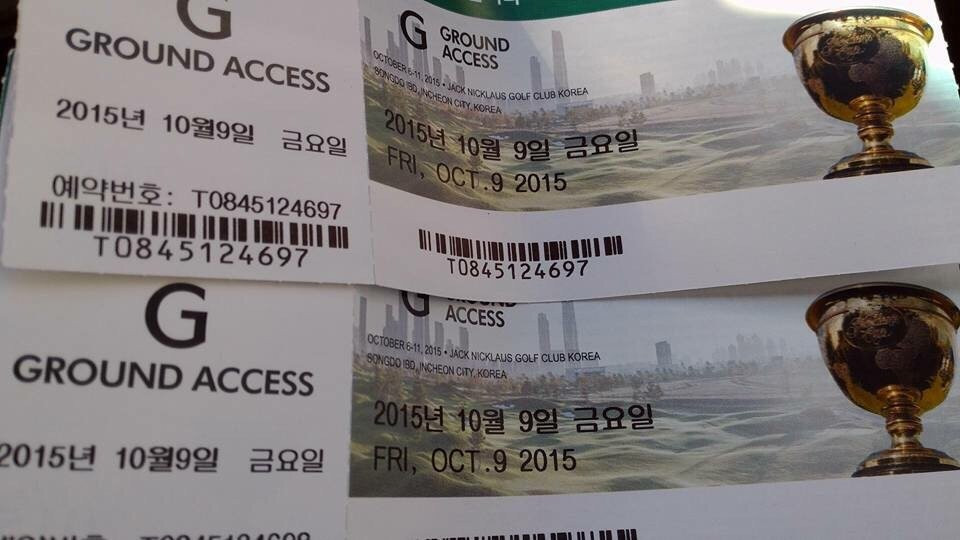 G
GROUND ACCESS
2015년 10월9일 금요일
예약번호: T0845124697
T0845124697
G GROUND
ACCESS
OCTOBER 6-11, 2015 • JACK NICKLAUS GOLF CLUB KOREA
SONGDO IBD, INCHEON CITY, KOREA
2015년 10월 9일 금요일
FRI, OCT.9 2015
T0845124697
G
GROUND ACCESS
2015년 10월9일 금요일
G GROUND
ACCESS
OCTOBER 6-11, 2015 • JACK NICKLAUS GOLF CLUB KOREA
SONGDO IBD, INCHEON CITY, KOREA
2015년 10월 9일 금요일
FRI, OCT.9 2015